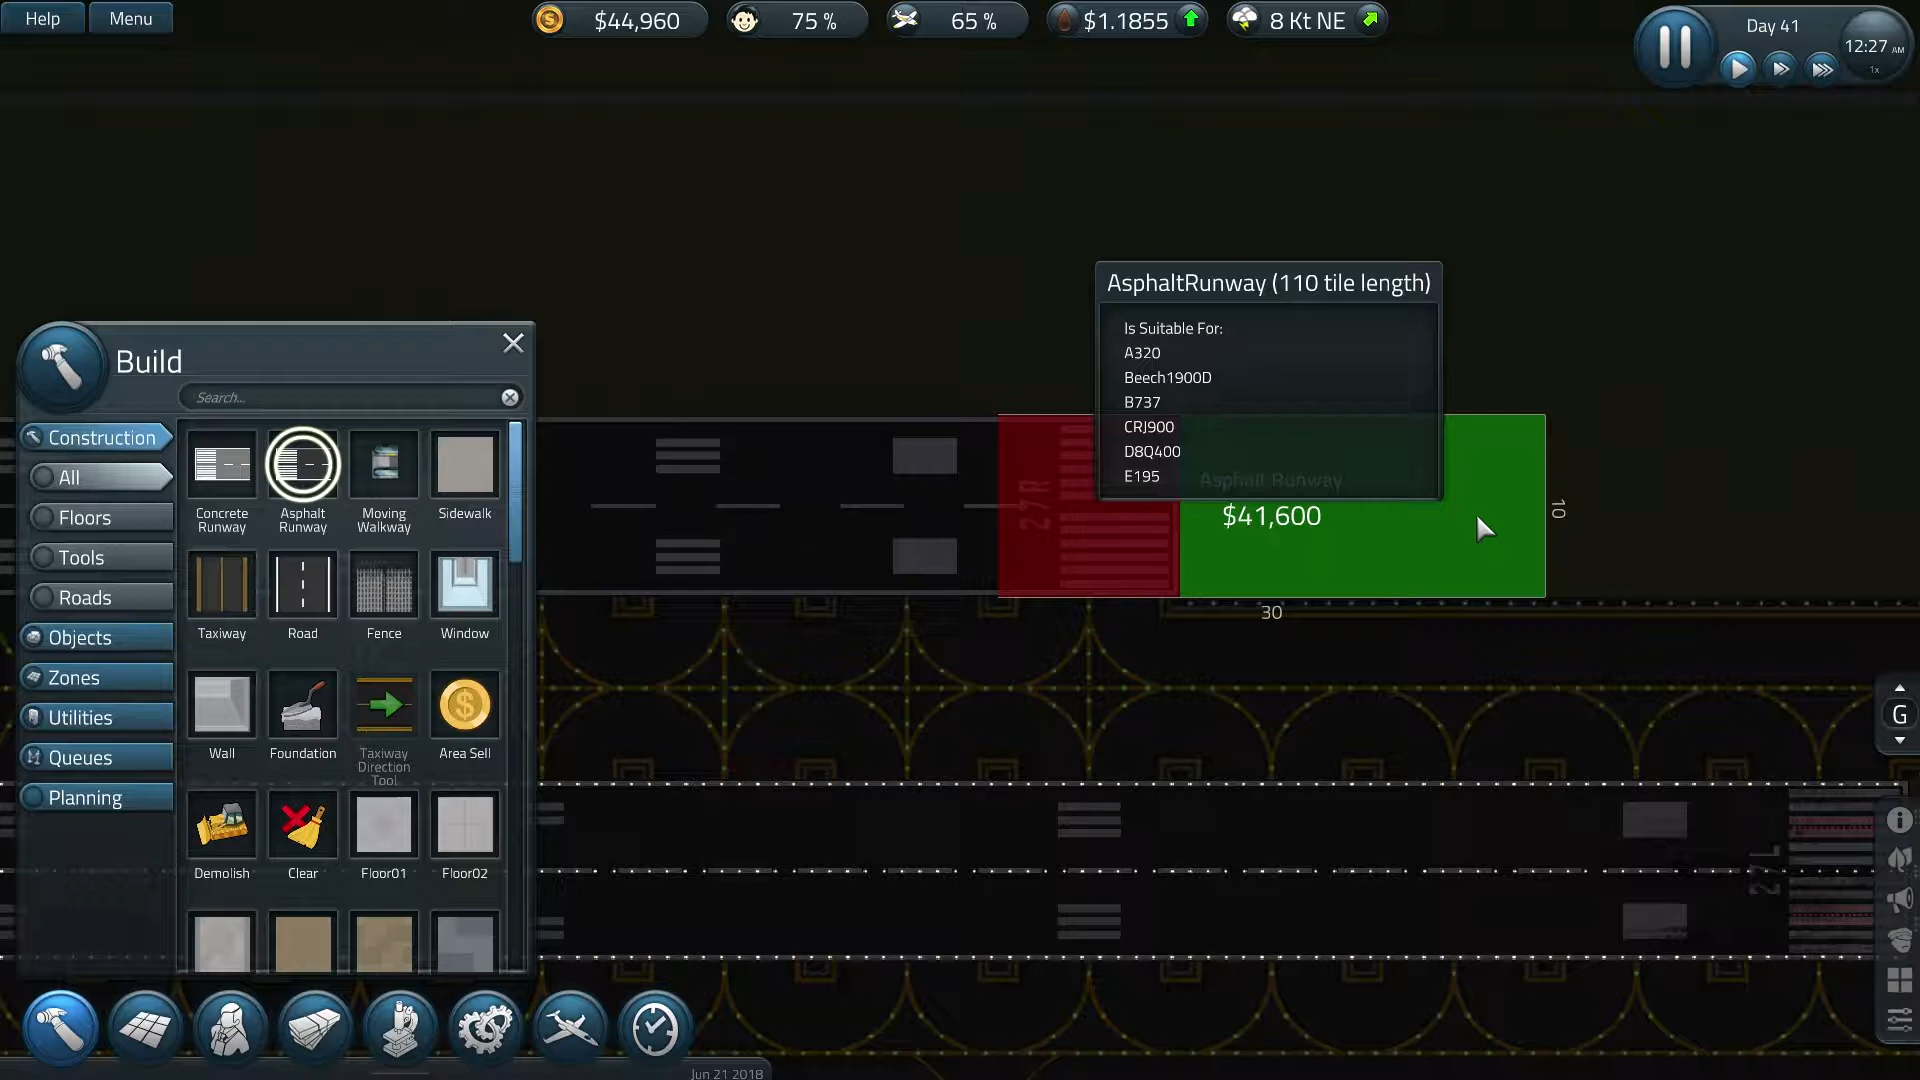 Help
Menu
$44,960
75 %
65 %
$1.1855
8 Kt NE
Day 41
12:27 AM
1x
AsphaltRunway (110 tile length)
Is Suitable For:
A320
Beech1900D
B737
CRJ900
D8Q400
E195
Asphalt Runway
$41,600
27R
10
30
27L
G
Build
Search...
Construction
All
Floors
Tools
Roads
Objects
Zones
Utilities
Queues
Planning
Concrete
Runway
Asphalt
Runway
Moving
Walkway
Sidewalk
Taxiway
Road
Fence
Window
Wall
Foundation
Taxiway
Direction
Tool
Area Sell
Demolish
Clear
Floor01
Floor02
Jun 21 2018